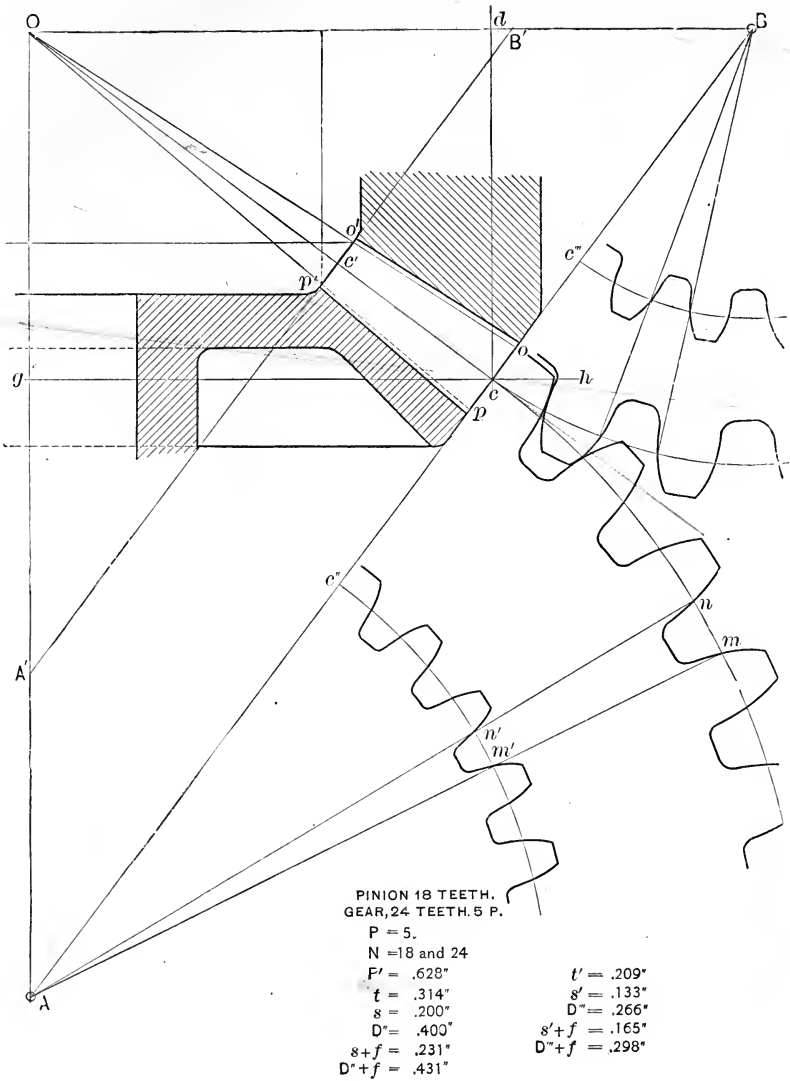 O
d
B
B'
o'
c'
p'
c'''
o
g
h
c
p
c''
n
m
A'
n'
m'
A
PINION 18 TEETH.
GEAR, 24 TEETH. 5 P.
P = 5.
N = 18 and 24
P' = .628"
t = .314"
s = .200"
D" = .400"
s+f = .231"
D"+f = .431"
t' = .209"
s' = .133"
D''' = .266"
s'+f = .165"
D'''+f = .298"